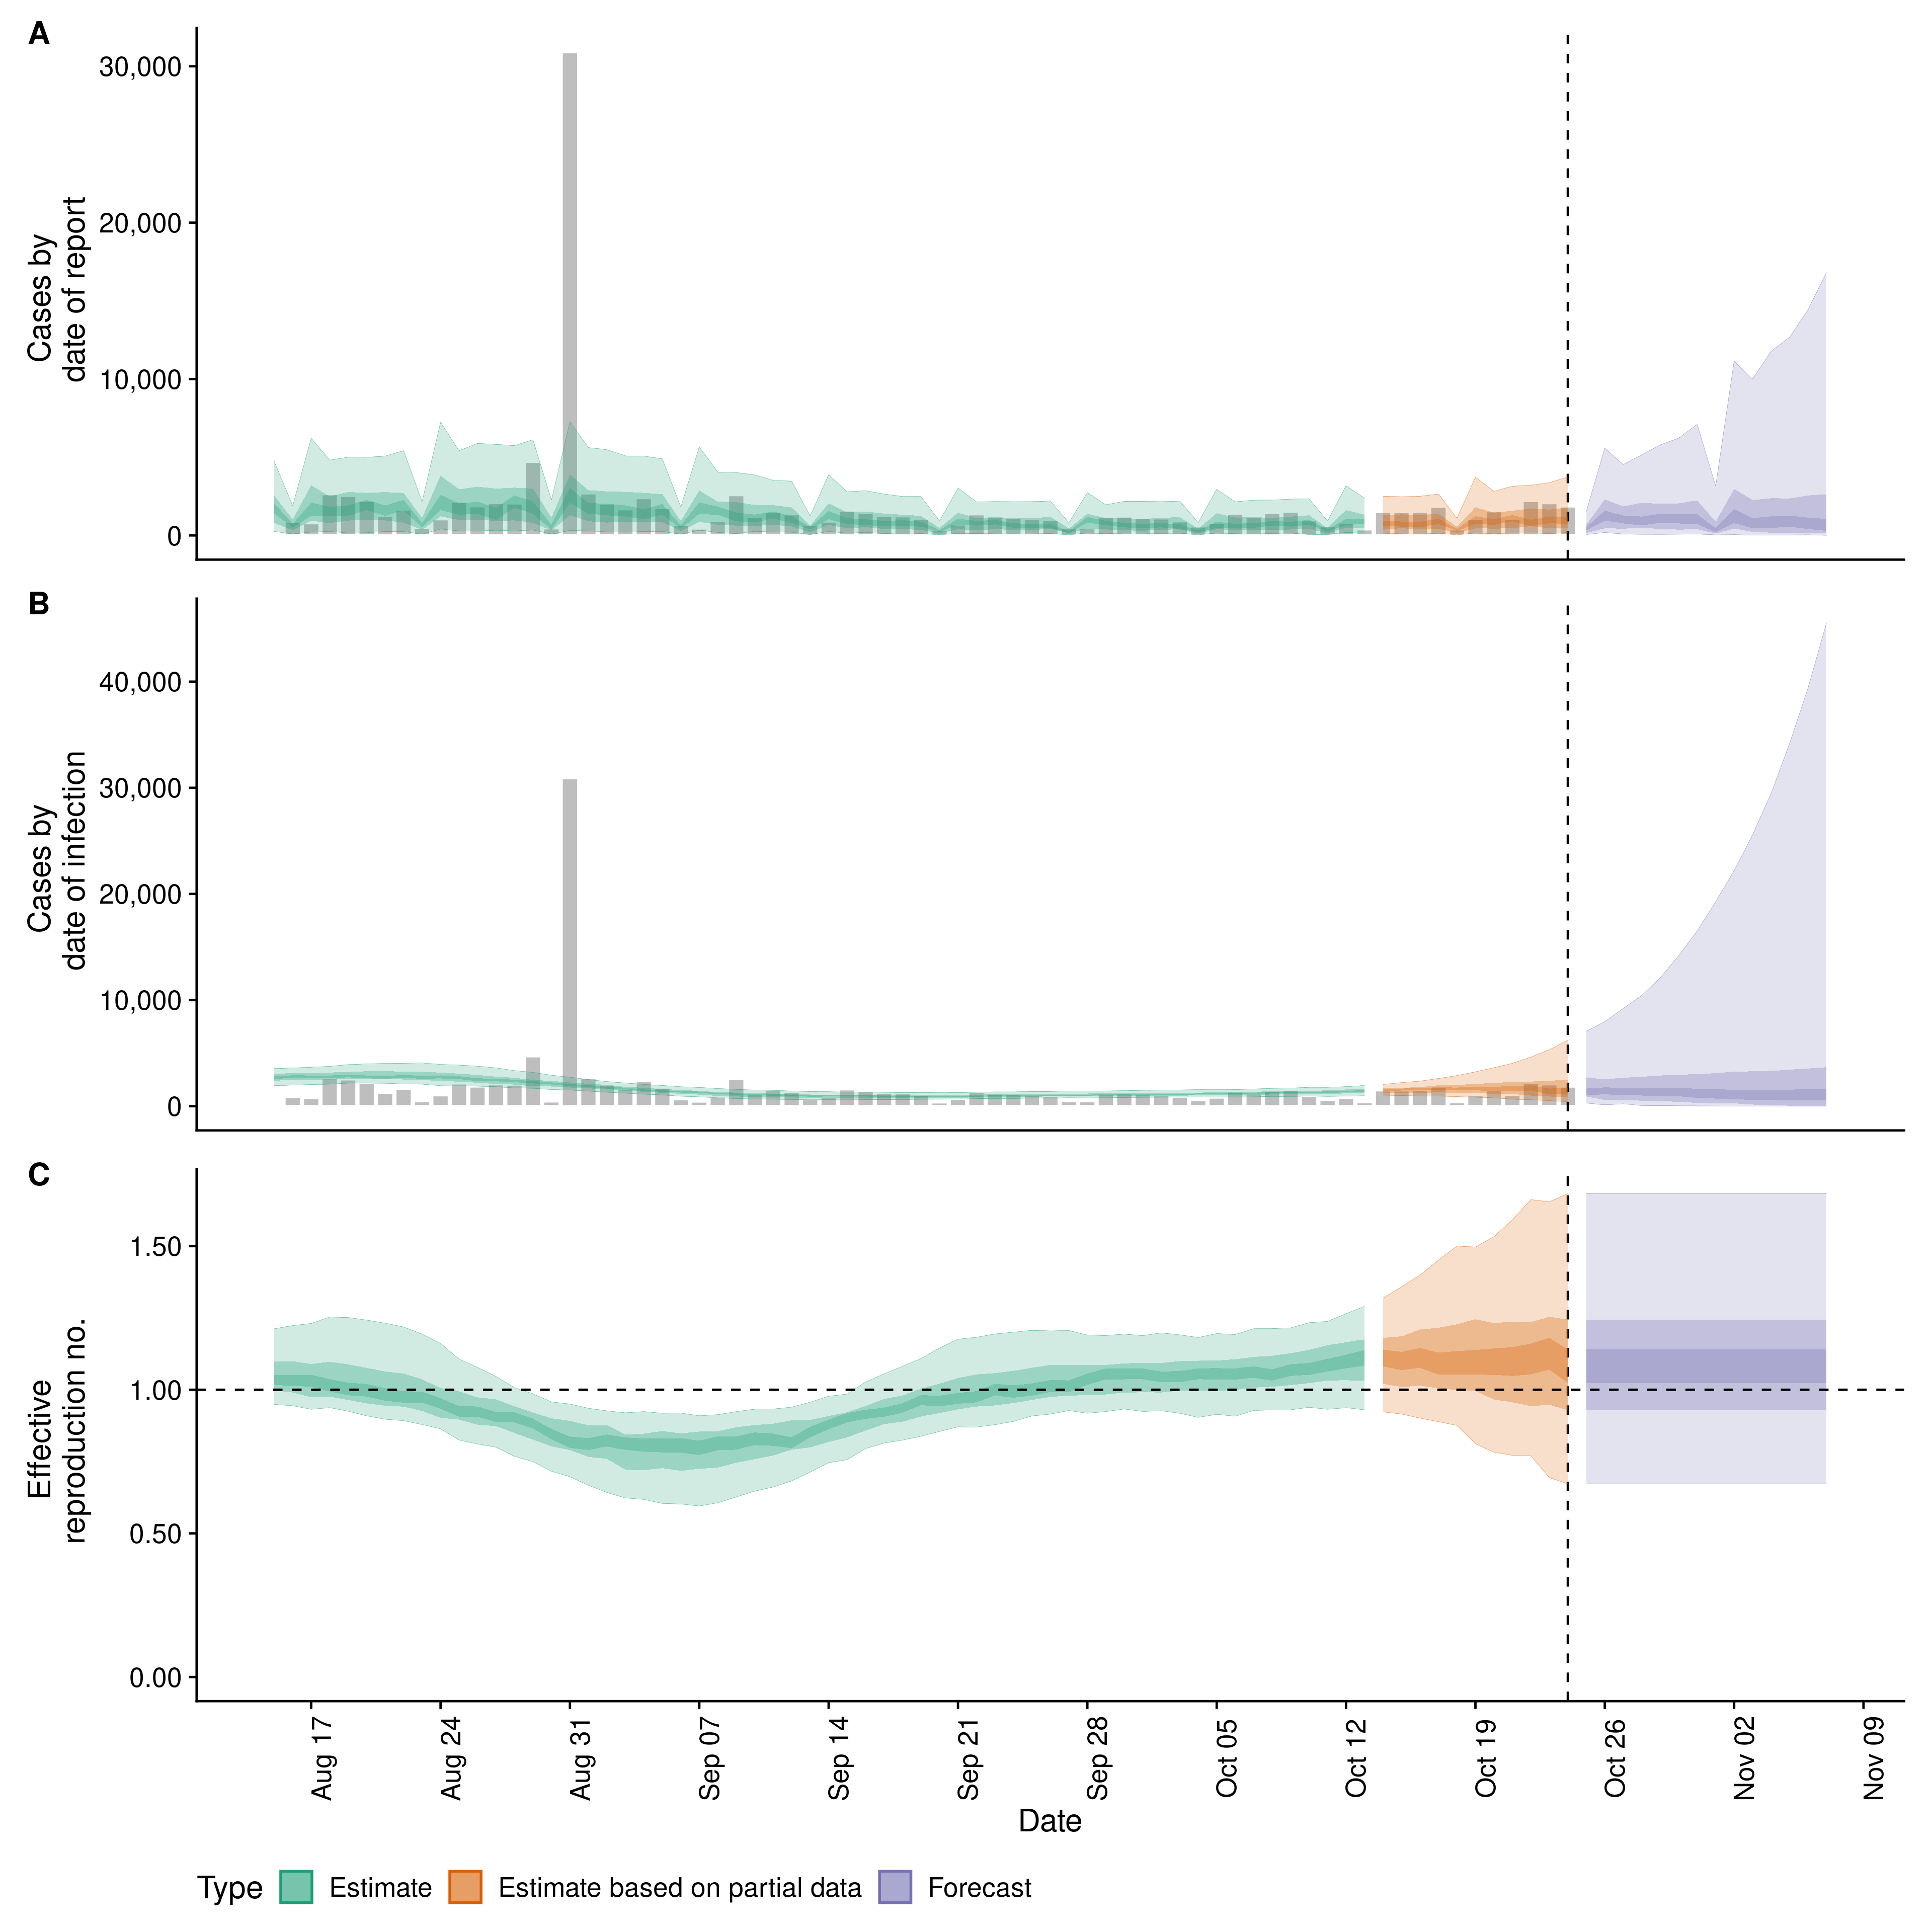 A
Cases by
date of report
30,000
20,000
10,000
0
B
Cases by
date of infection
40,000
30,000
20,000
10,000
0
C
Effective
reproduction no.
1.50
1.00
0.50
0.00
Aug 17
Aug 24
Aug 31
Sep 07
Sep 14
Sep 21
Sep 28
Oct 05
Oct 12
Oct 19
Oct 26
Nov 02
Nov 09
Date
Type Estimate Estimate based on partial data Forecast